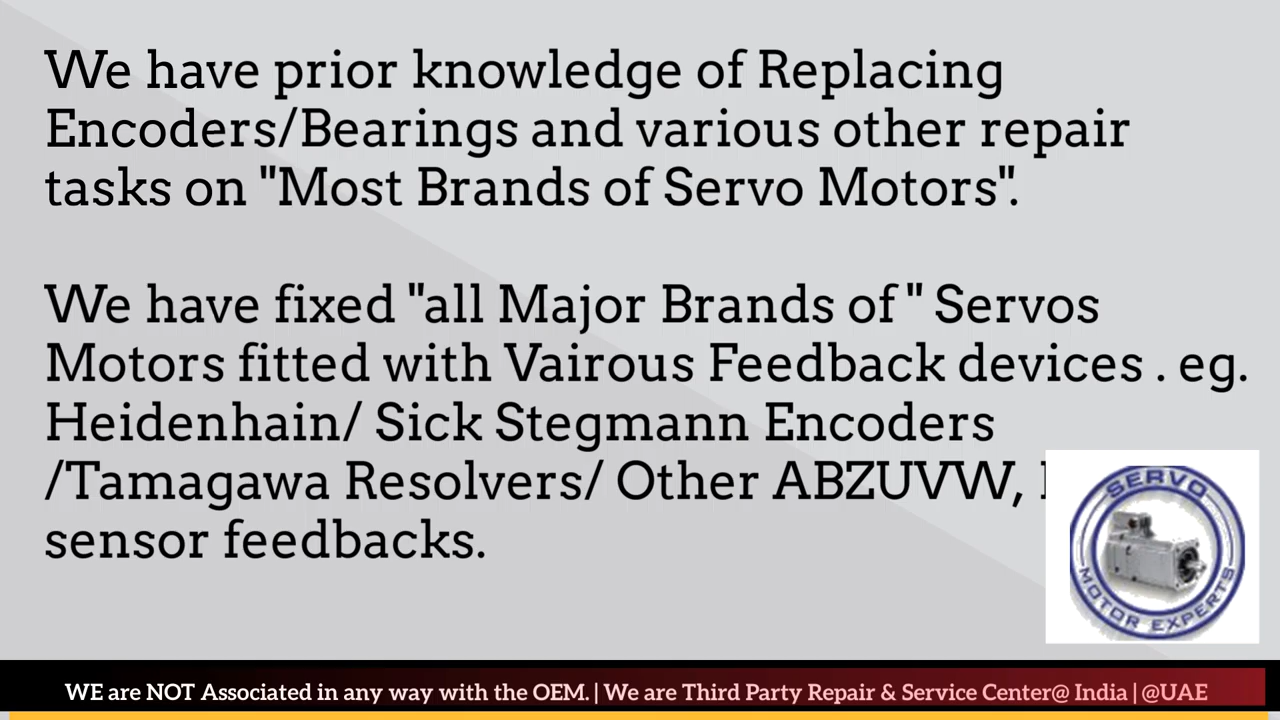 We have prior knowledge of Replacing
Encoders/Bearings and various other repair
tasks on "Most Brands of Servo Motors".
We have fixed "all Major Brands of " Servos
Motors fitted with Vairous Feedback devices . eg.
Heidenhain/ Sick Stegmann Encoders
/Tamagawa Resolvers/ Other ABZUVW,
sensor feedbacks.
SERVO
MOTOR EXPERTS
WE are NOT Associated in any way with the OEM. | We are Third Party Repair & Service Center@ India | @UAE